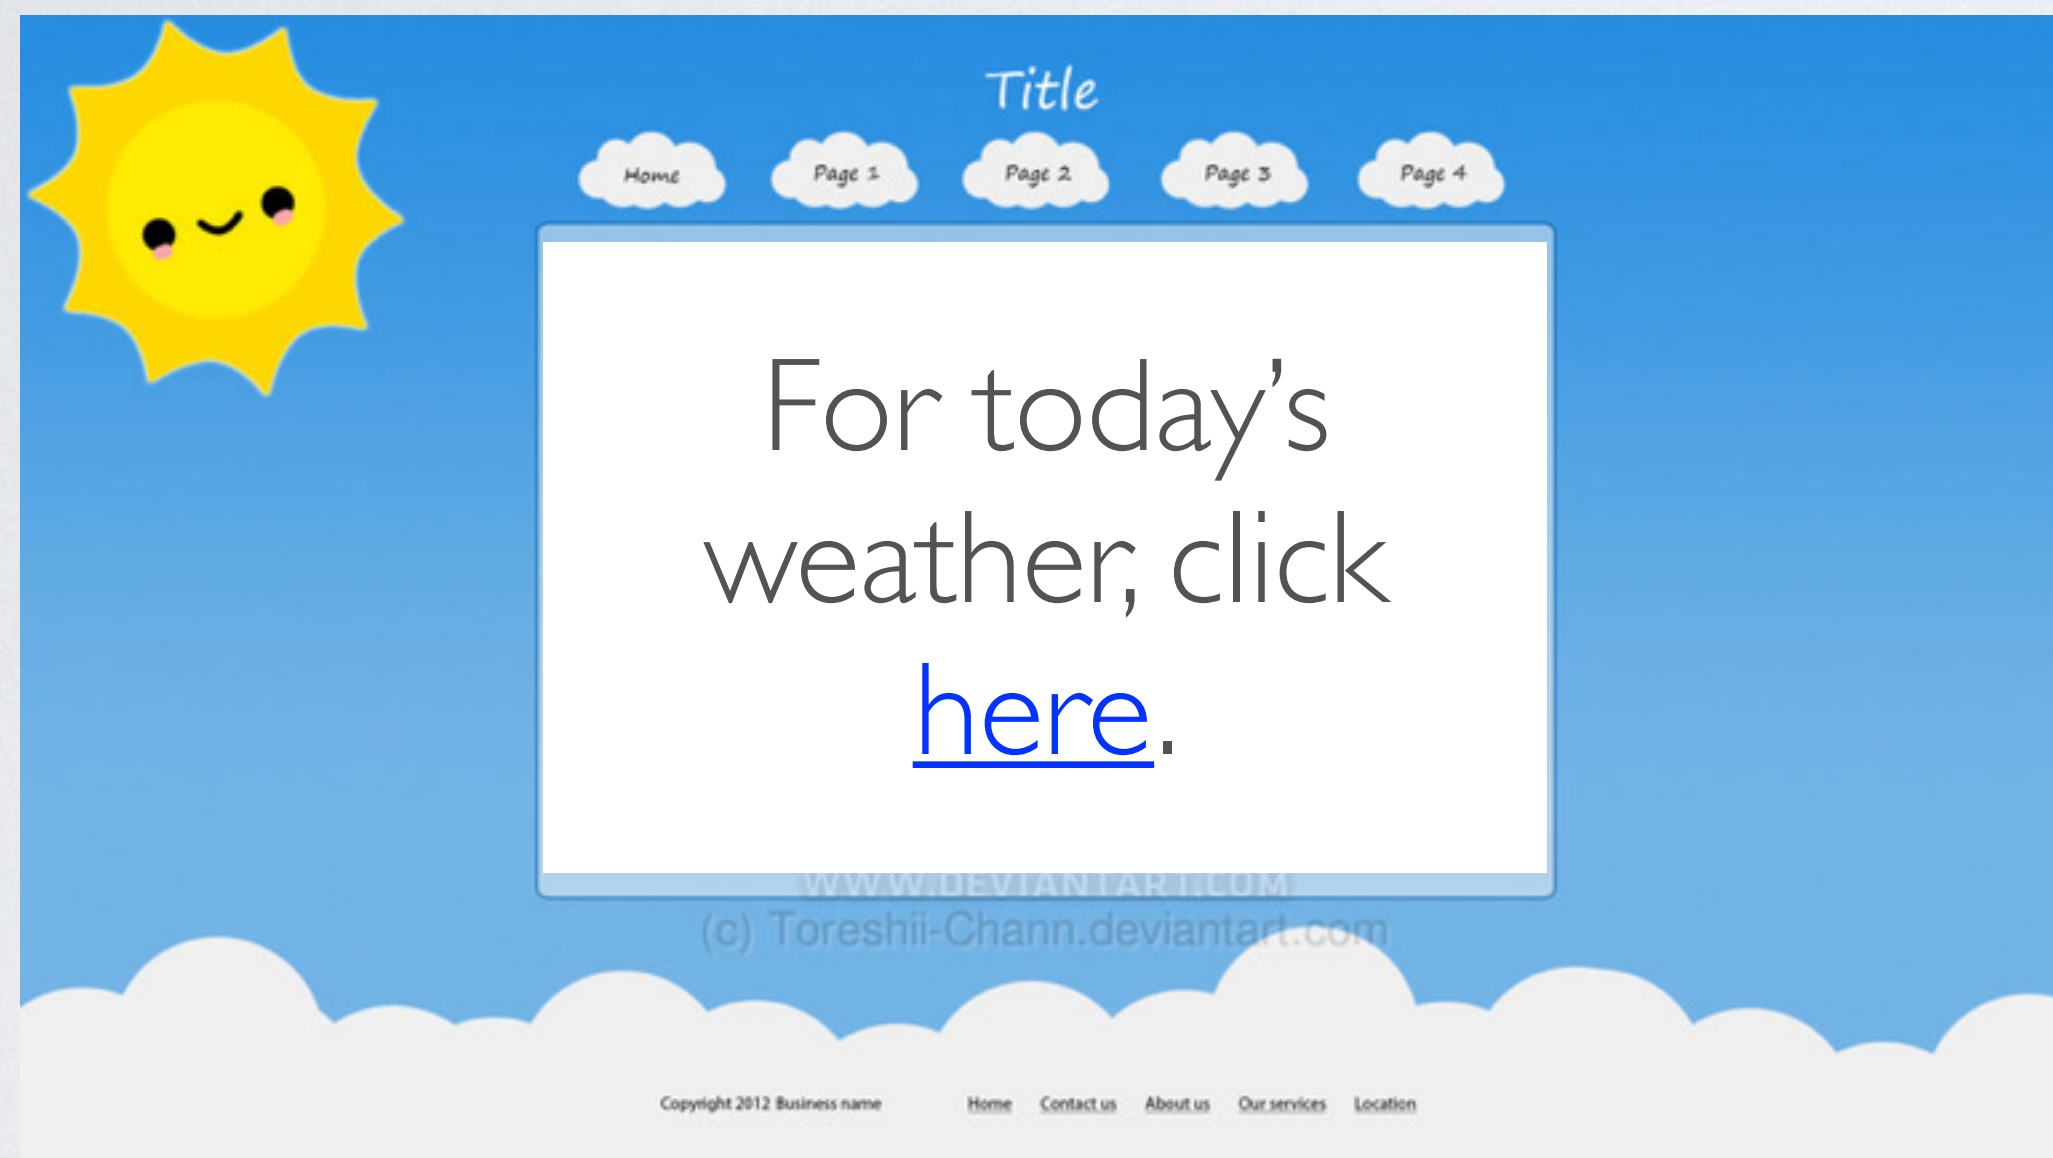 Title
Home Page 1 Page 2 Page 3 Page 4
For today’s
weather, click
here.
WWW.DEVIANTART.COM
(c) Toreshii-Chann.deviantart.com
Copyright 2012 Business name Home Contact us About us Our services Location